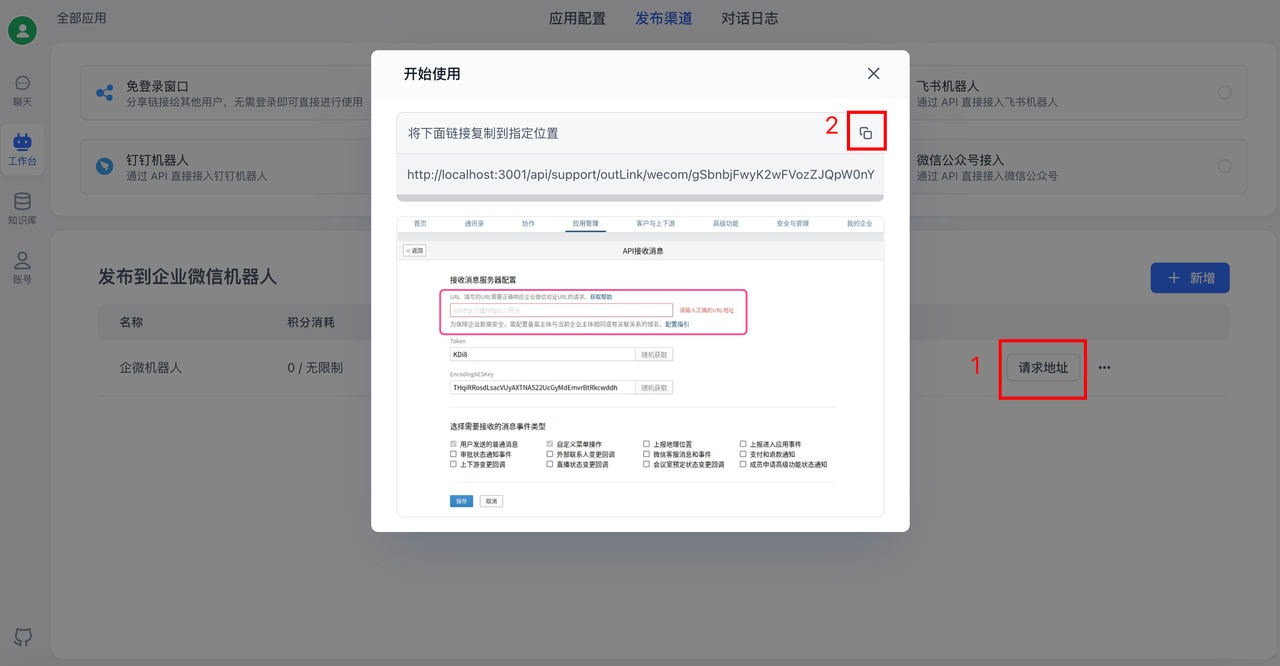 全部应用
应用配置 发布渠道 对话日志
聊天
工作台
知识库
账号
免登录窗口
分享链接给其他用户，无需登录即可直接进行使用
飞书机器人
通过 API 直接接入飞书机器人
钉钉机器人
通过 API 直接接入钉钉机器人
微信公众号接入
通过 API 直接接入微信公众号
发布到企业微信机器人
新增
名称 积分消耗
企微机器人 0 / 无限制
1
请求地址
开始使用
将下面链接复制到指定位置
2
http://localhost:3001/api/support/outLink/wecom/gSbnbjFwyK2wFVozZJQpW0nY
首页 通讯录 协作 应用管理 客户与上下游 高级功能 安全与管理 我的企业
« 返回 API接收消息
接收消息服务器配置
URL 填写的URL需要正确响应企业微信验证URL的请求。获取帮助
以http://或https://开头 请输入正确的URL地址
为保障企业数据安全，需配置备案主体与当前企业主体相同或有关联关系的域名。配置指引
Token
KDi8 随机获取
EncodingAESKey
THqiRRosdLsacVUyAXTNAS22UcGyMdEmvrBtRkcwddh 随机获取
选择需要接收的消息事件类型
用户发送的普通消息 自定义菜单操作 上报地理位置 上报进入应用事件
审批状态通知事件 外部联系人变更回调 微信客服消息和事件 支付和退款通知
上下游变更回调 直播状态变更回调 会议室预定状态变更回调 成员申请高级功能状态通知
保存 取消